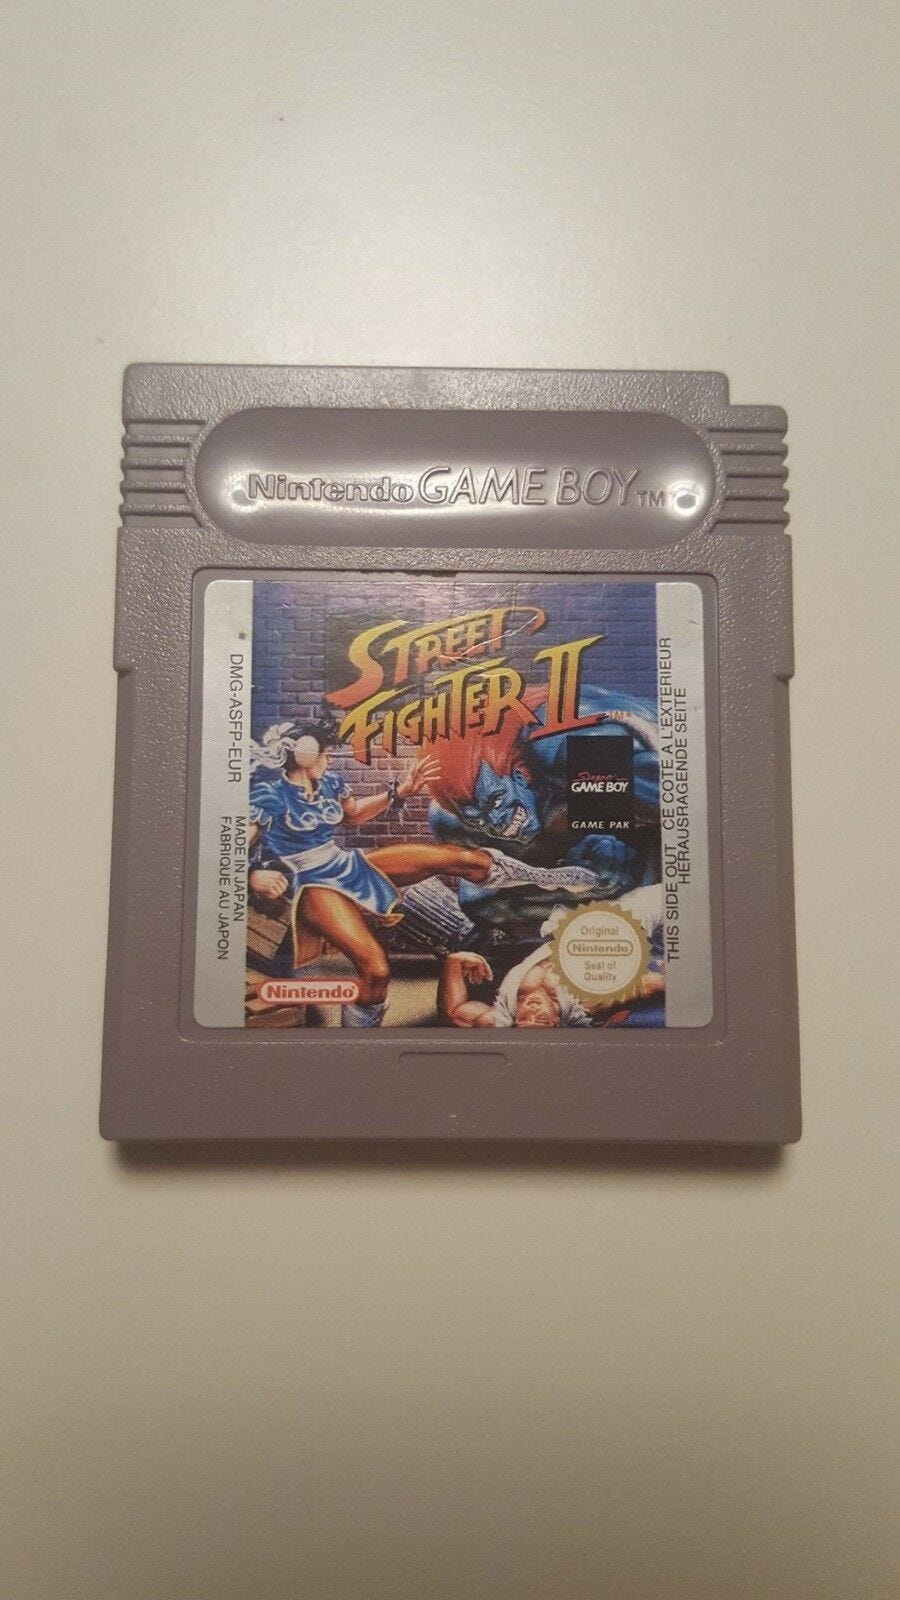 Nintendo GAME BOY TM
STREET
FIGHTER II TM
DMG-ASFP-EUR
MADE IN JAPAN
FABRIQUE AU JAPON
Super
GAME BOY
GAME PAK
THIS SIDE OUT CE COTE A L'EXTERIEUR
HERAUSRAGENDE SEITE
Original
Nintendo
Seal of
Quality
Nintendo